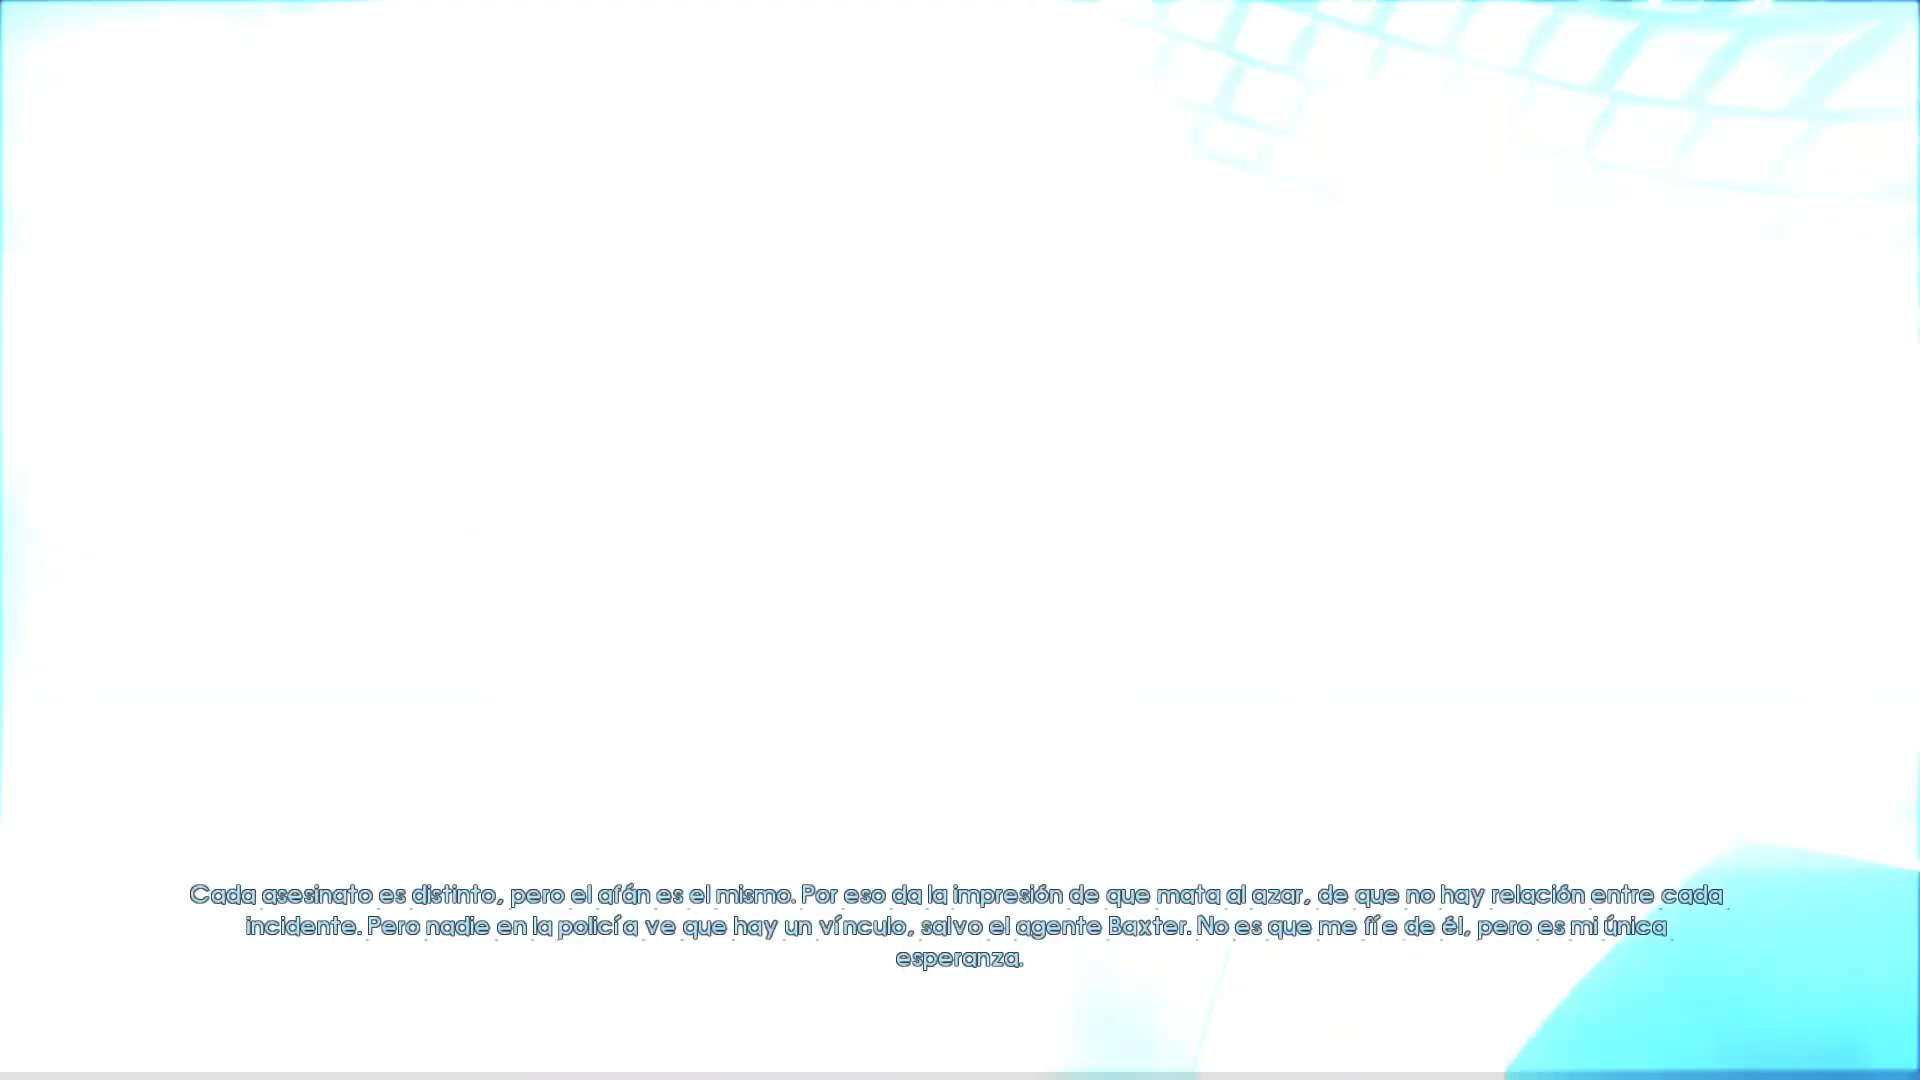 Cada asesinato es distinto, pero el afán es el mismo. Por eso da la impresión de que mata al azar, de que no hay relación entre cada
incidente. Pero nadie en la policía ve que hay un vínculo, salvo el agente Baxter. No es que me fíe de él, pero es mi única
esperanza.